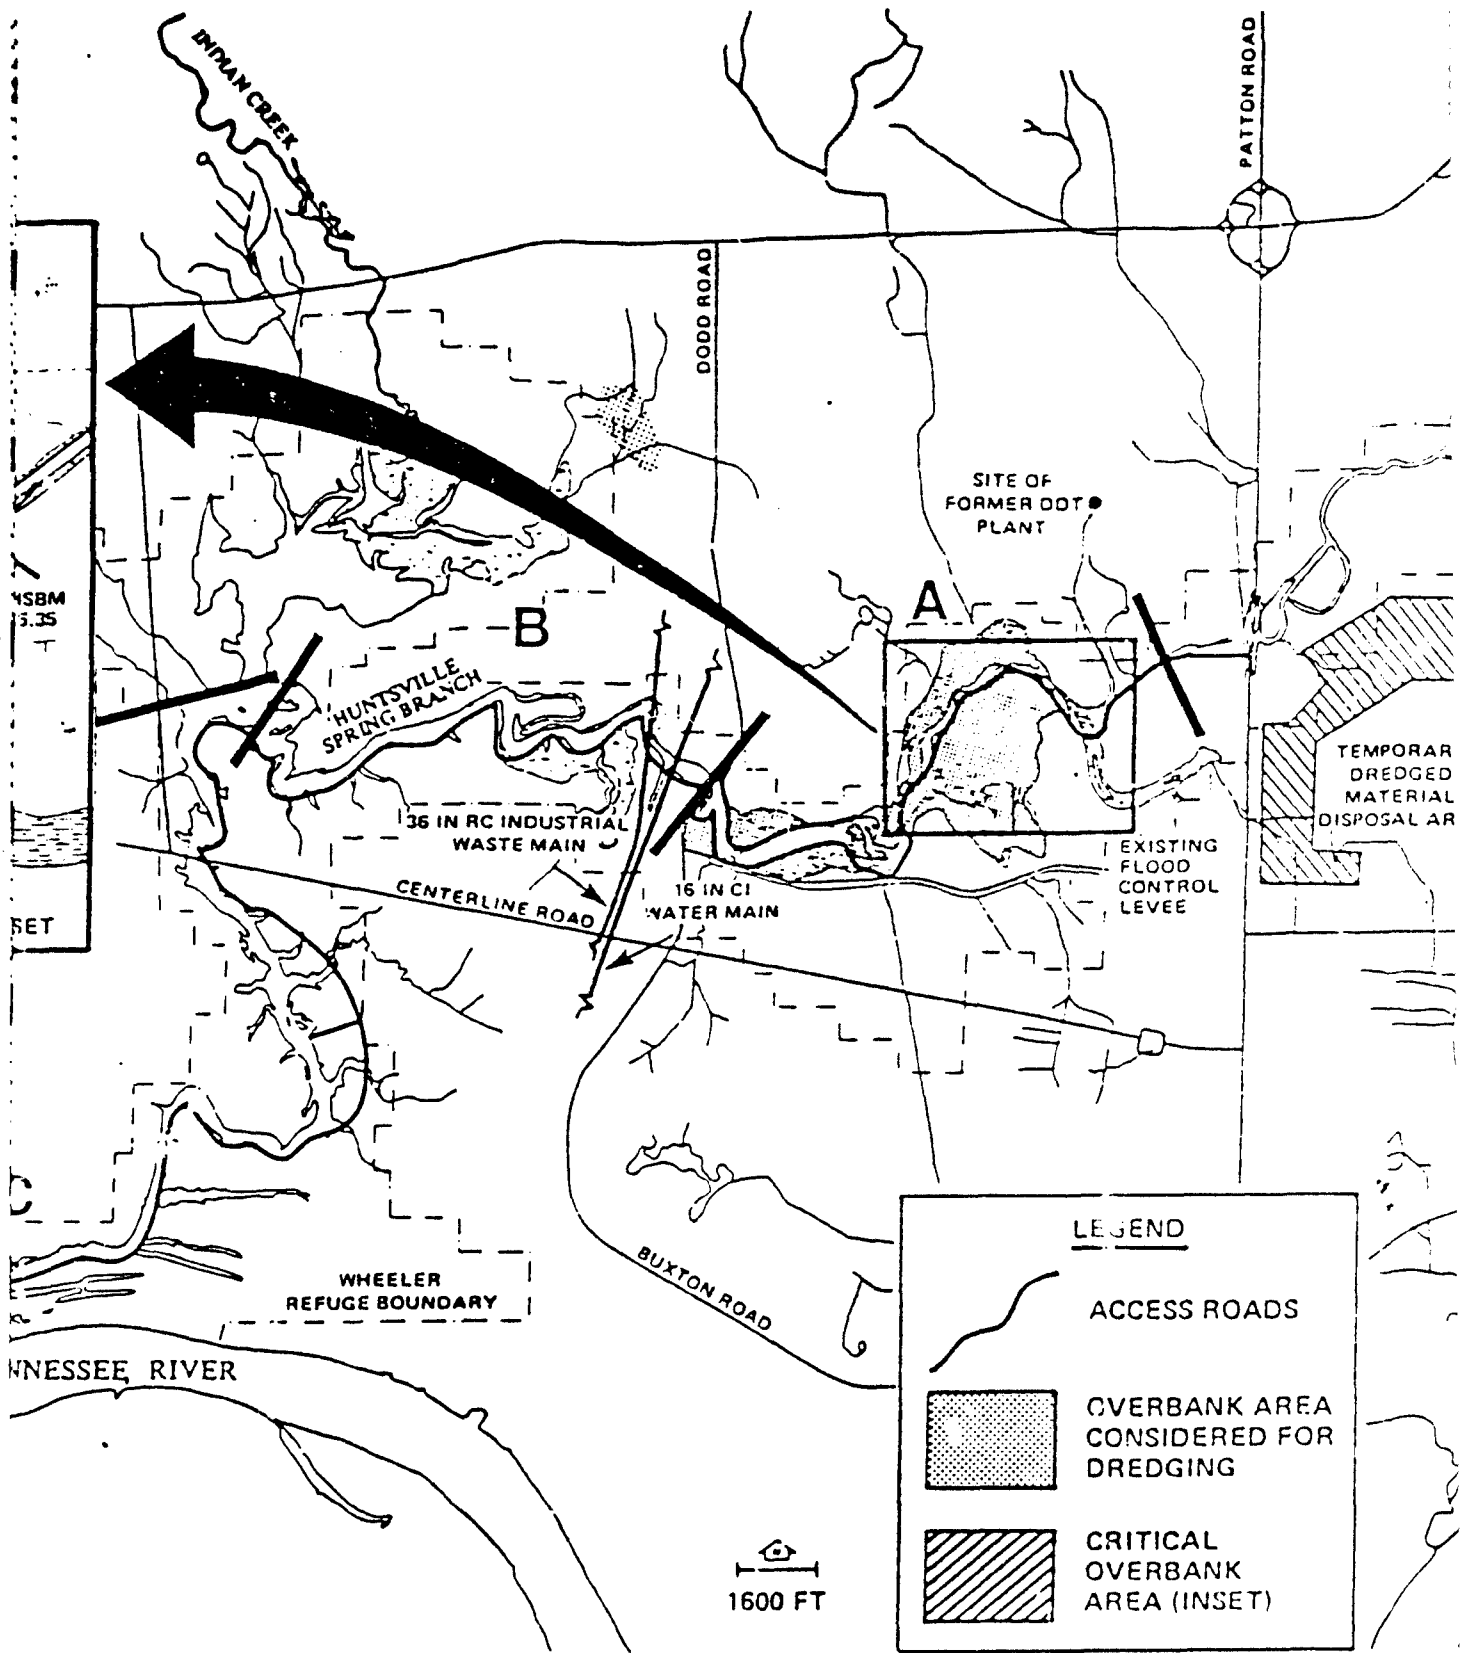 INDIAN CREEK
PATTON ROAD
DODD ROAD
SITE OF
FORMER DDT
PLANT
A
HSBM
B
HUNTSVILLE
SPRING BRANCH
TEMPORAR
DREDGED
MATERIAL
DISPOSAL AR
36 IN RC INDUSTRIAL
WASTE MAIN
EXISTING
FLOOD
CONTROL
LEVEE
CENTERLINE ROAD
16 IN CI
WATER MAIN
SET
C
WHEELER
REFUGE BOUNDARY
BUXTON ROAD
NNESSEE RIVER
LEGEND
ACCESS ROADS
OVERBANK AREA
CONSIDERED FOR
DREDGING
CRITICAL
OVERBANK
AREA (INSET)
1600 FT